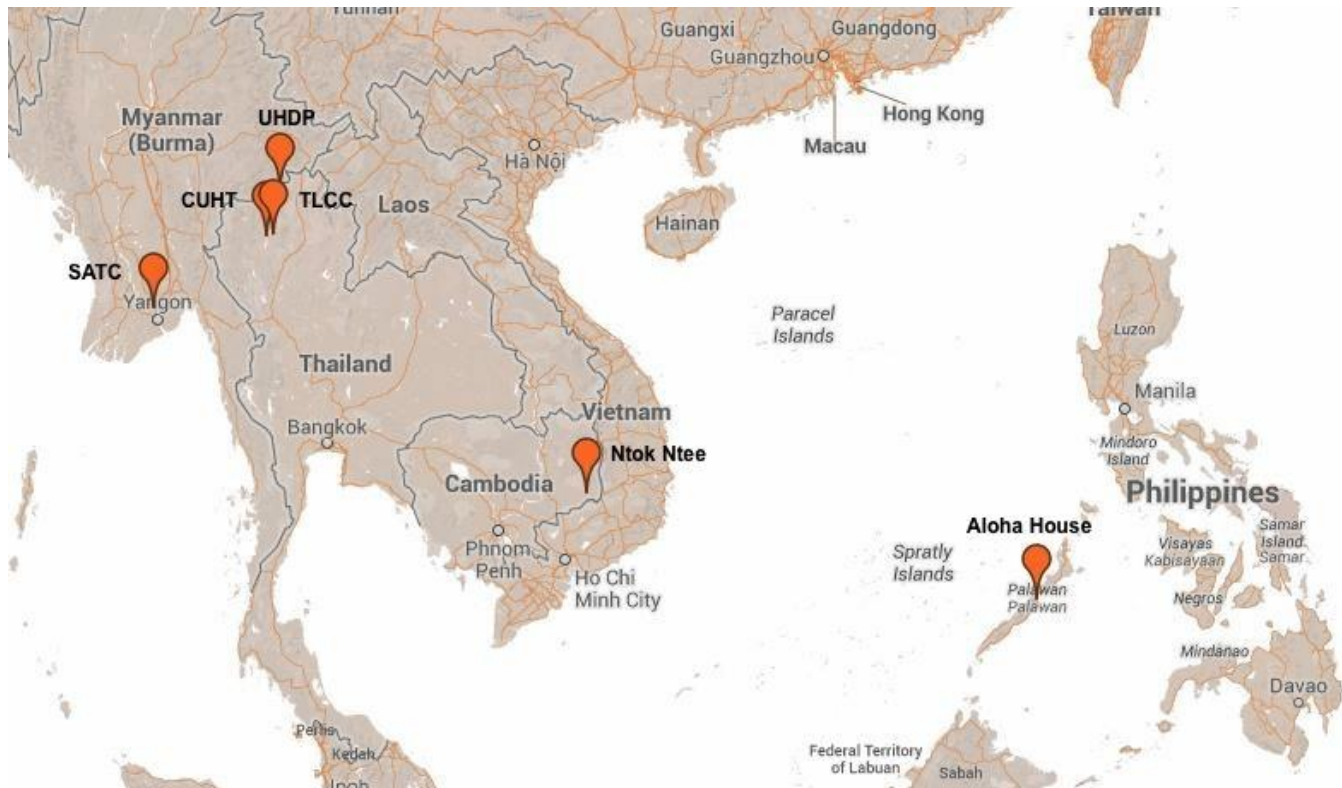 Yunnan
Guangxi
Guangdong
Guangzhou
Taiwan
Hong Kong
Macau
Myanmar
(Burma)
UHDP
Hà Nội
CUHT
TLCC
Laos
Hainan
SATC
Yangon
Paracel
Islands
Luzon
Thailand
Manila
Vietnam
Bangkok
Mindoro
Island
Ntok Ntee
Cambodia
Philippines
Aloha House
Samar
Island
Samar
Phnom
Penh
Spratly
Islands
Visayas
Kabisayaan
Ho Chi
Minh City
Palawan
Palawan
Negros
Mindanao
Davao
Perlis
Kedah
Ipoh
Federal Territory
of Labuan
Sabah